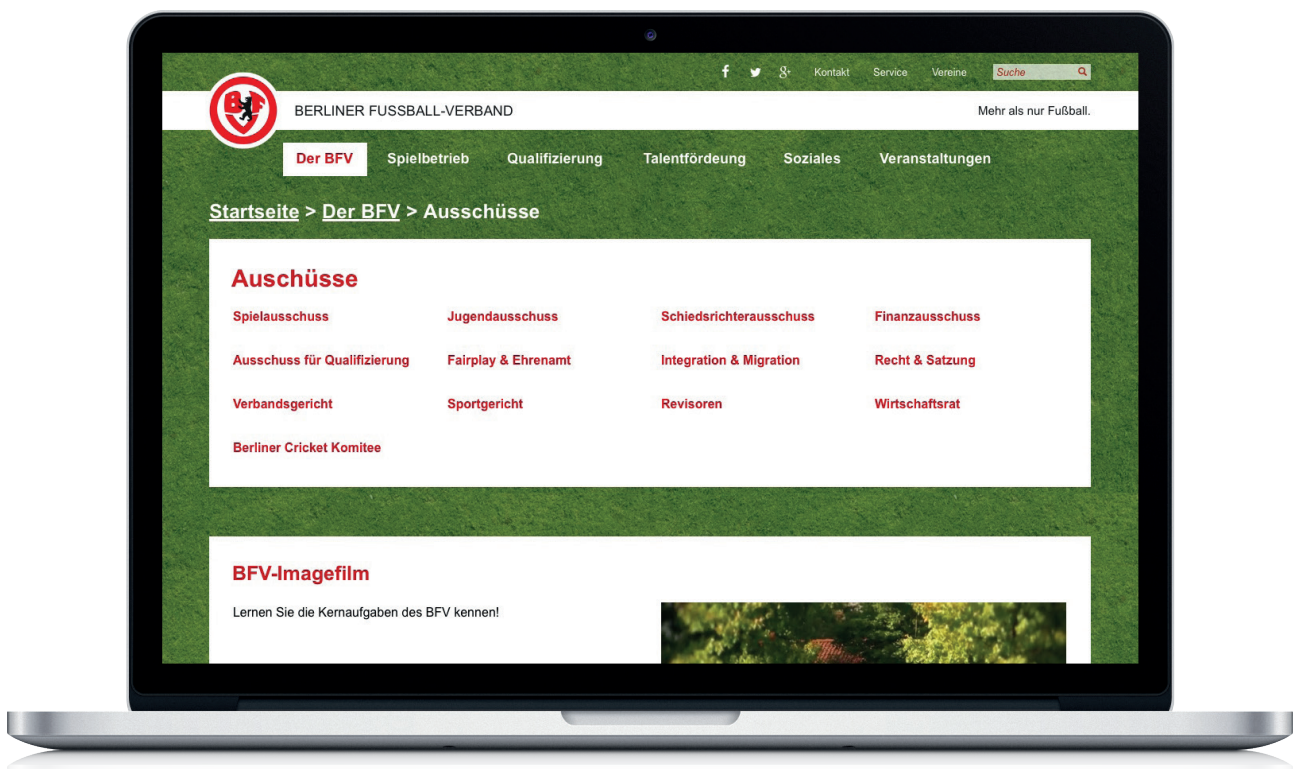 Kontakt Service Vereine Suche
BFV
BERLINER FUSSBALL-VERBAND Mehr als nur Fußball.
Der BFV Spielbetrieb Qualifizierung Talentfördeung Soziales Veranstaltungen
Startseite > Der BFV > Ausschüsse
Auschüsse
Spielausschuss Jugendausschuss Schiedsrichterausschuss Finanzausschuss
Ausschuss für Qualifizierung Fairplay & Ehrenamt Integration & Migration Recht & Satzung
Verbandsgericht Sportgericht Revisoren Wirtschaftsrat
Berliner Cricket Komitee
BFV-Imagefilm
Lernen Sie die Kernaufgaben des BFV kennen!